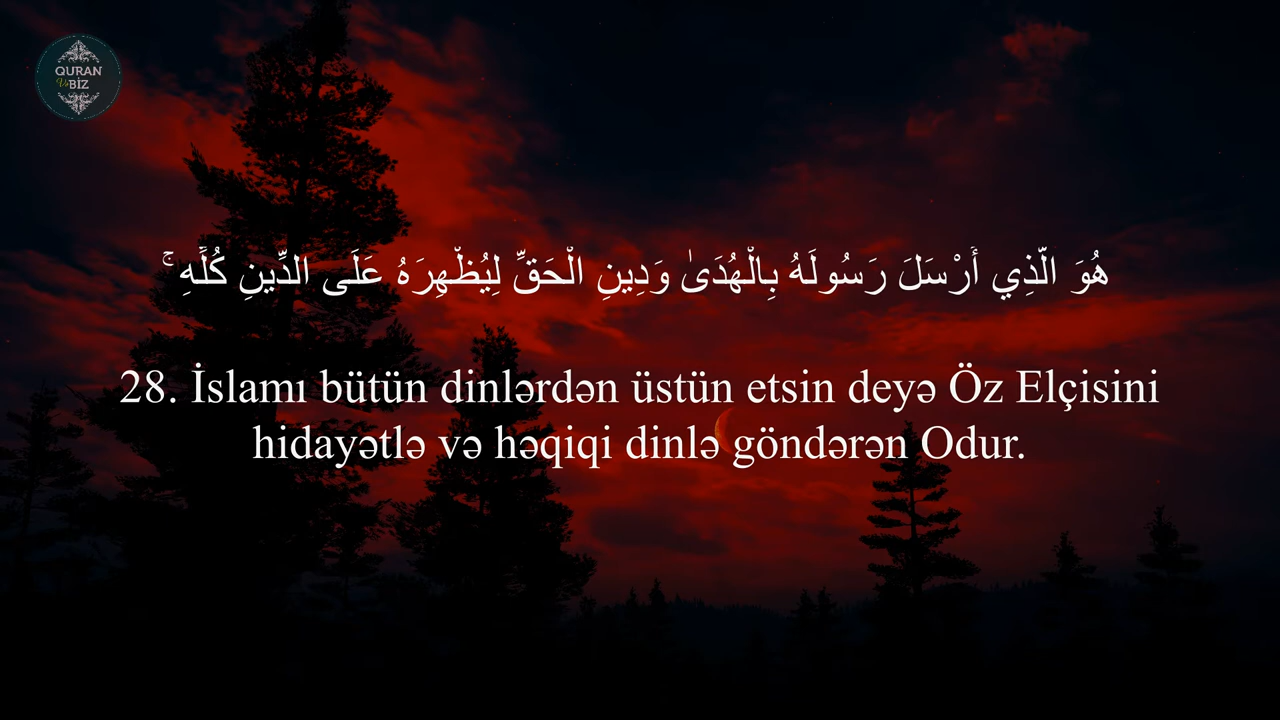 QURAN
Və BİZ
هُوَ الَّذِي أَرْسَلَ رَسُولَهُ بِالْهُدَىٰ وَدِينِ الْحَقِّ لِيُظْهِرَهُ عَلَى الدِّينِ كُلِّهِ ۚ
28. İslamı bütün dinlərdən üstün etsin deyə Öz Elçisini
hidayətlə və həqiqi dinlə göndərən Odur.